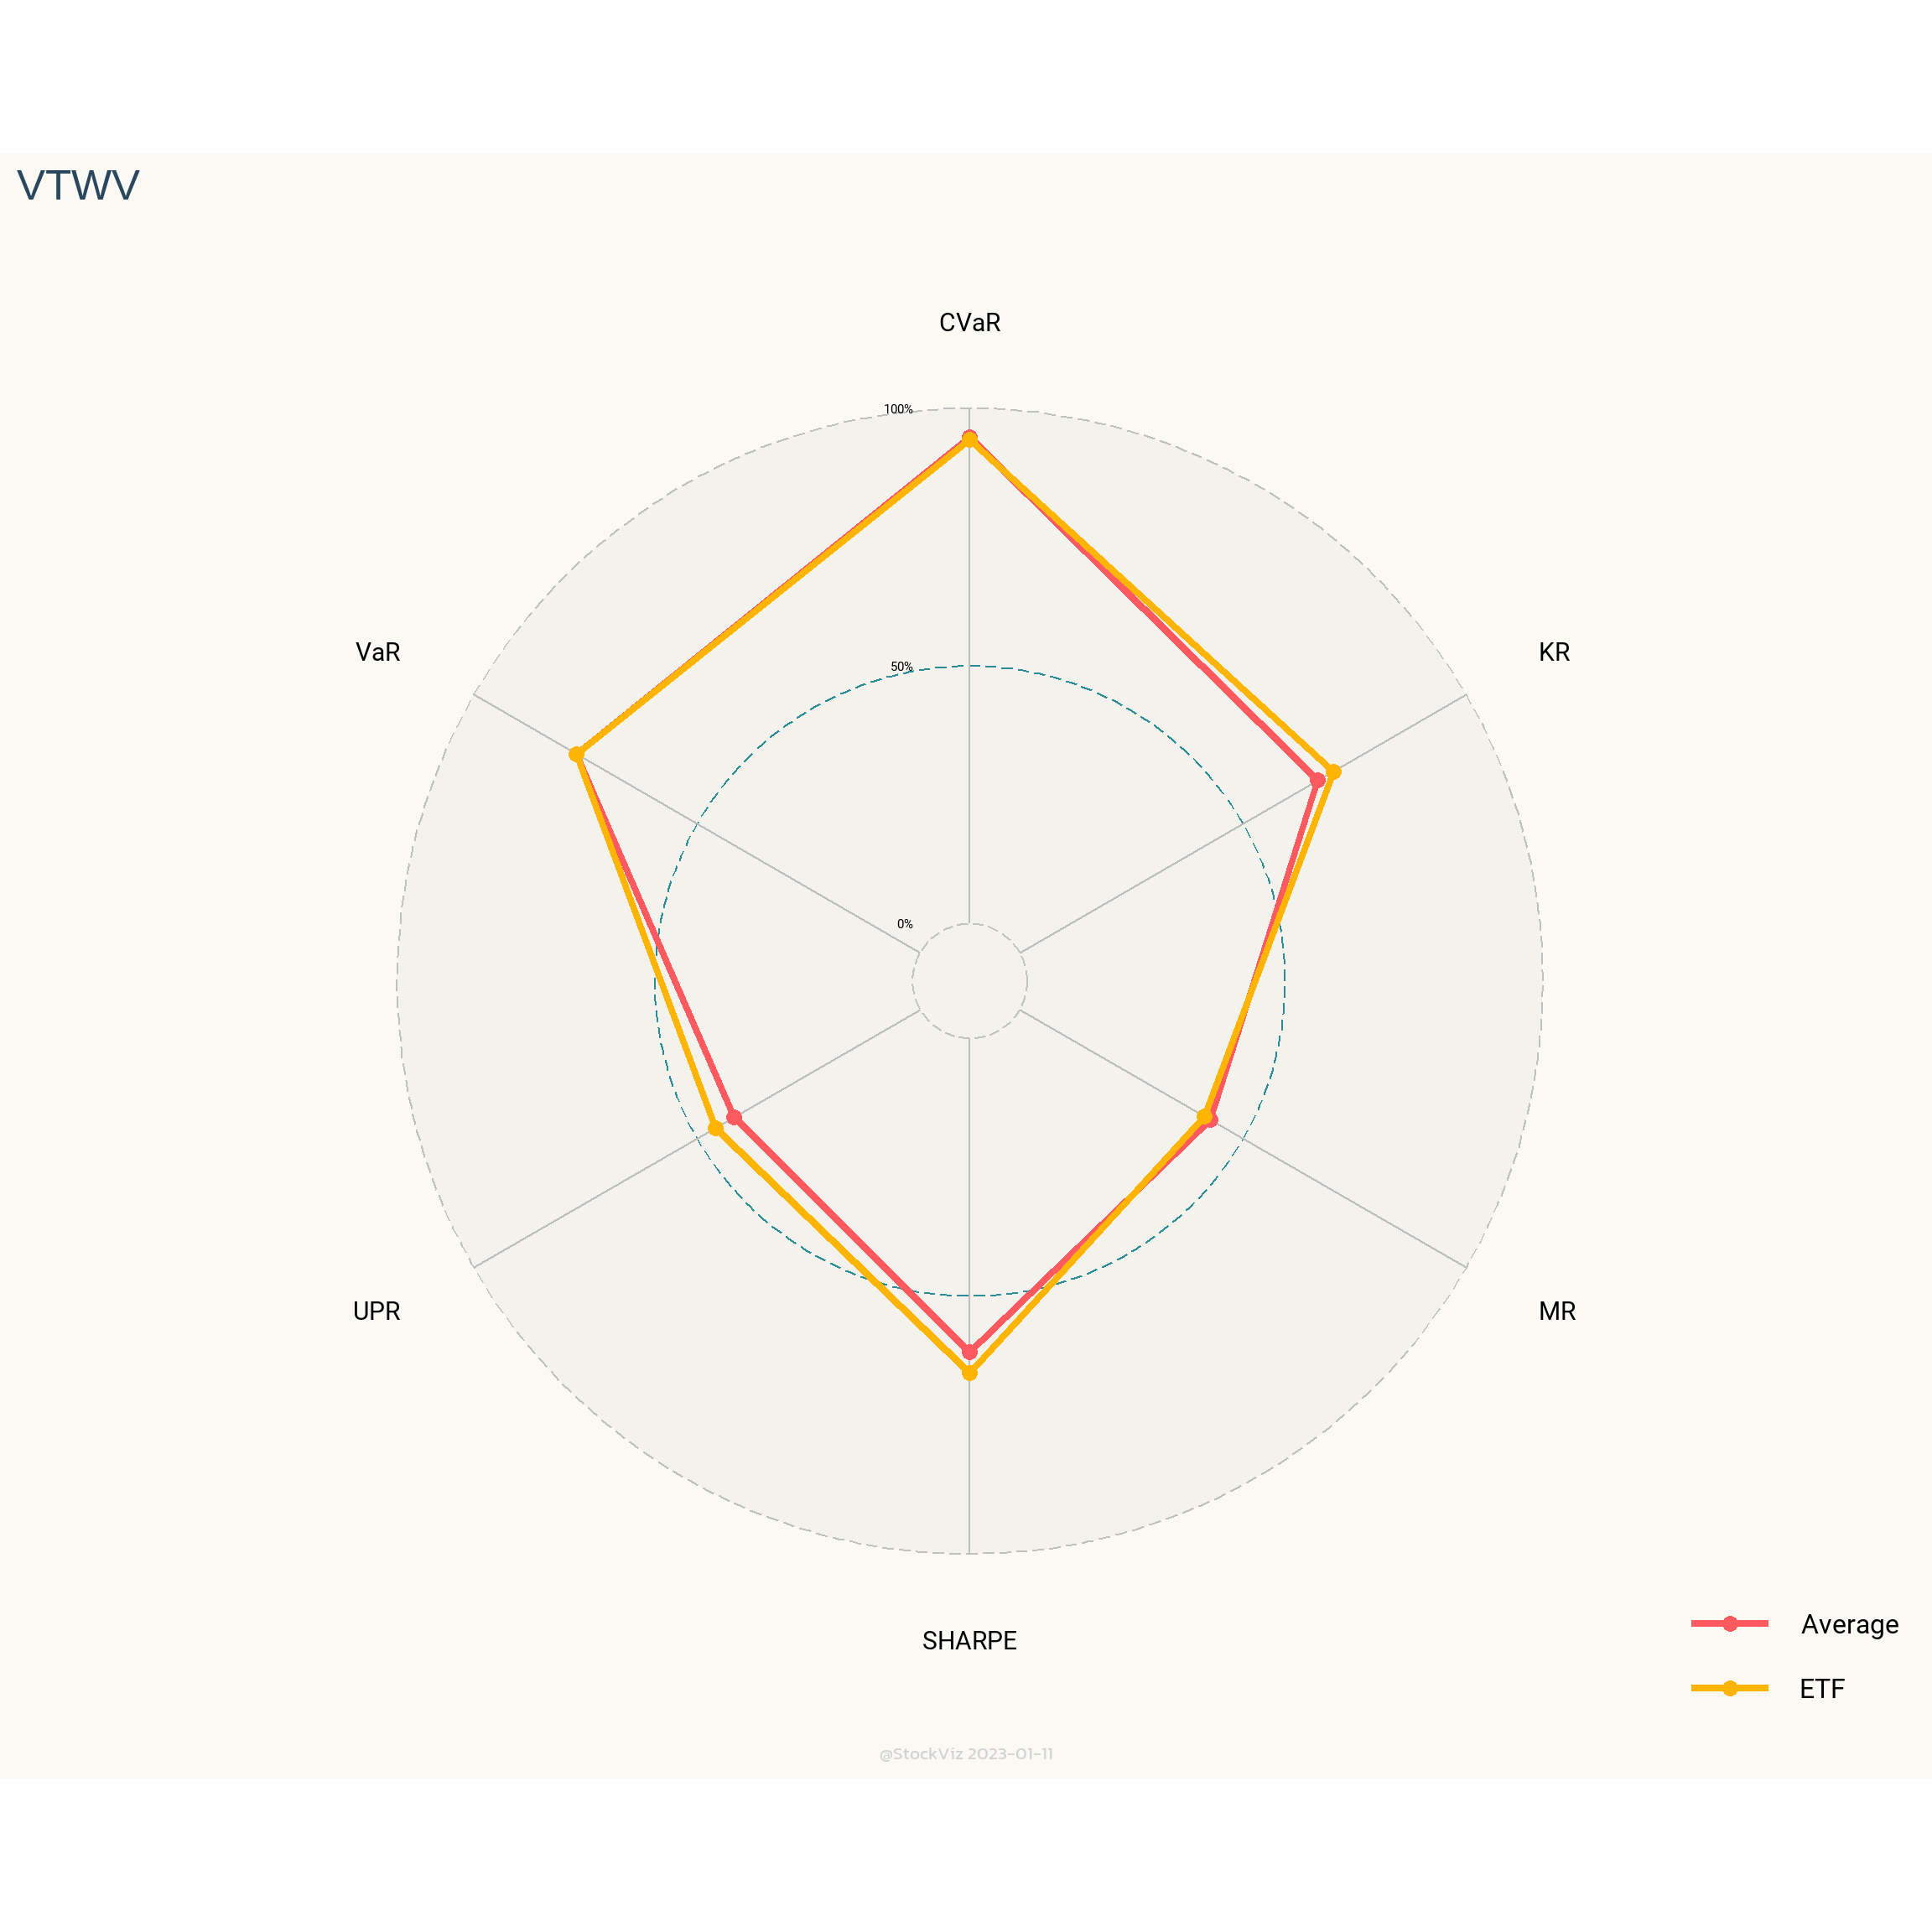 VTWV
CVaR
100%
VaR
KR
50%
0%
UPR
MR
SHARPE
Average
ETF
@StockViz 2023-01-11